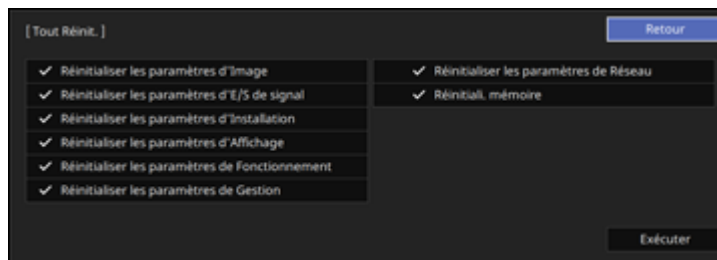 [ Tout Réinit. ]
Retour
Réinitialiser les paramètres d'Image
Réinitialiser les paramètres d'E/S de signal
Réinitialiser les paramètres d'Installation
Réinitialiser les paramètres d'Affichage
Réinitialiser les paramètres de Fonctionnement
Réinitialiser les paramètres de Gestion
Réinitialiser les paramètres de Réseau
Réinitiali. mémoire
Exécuter